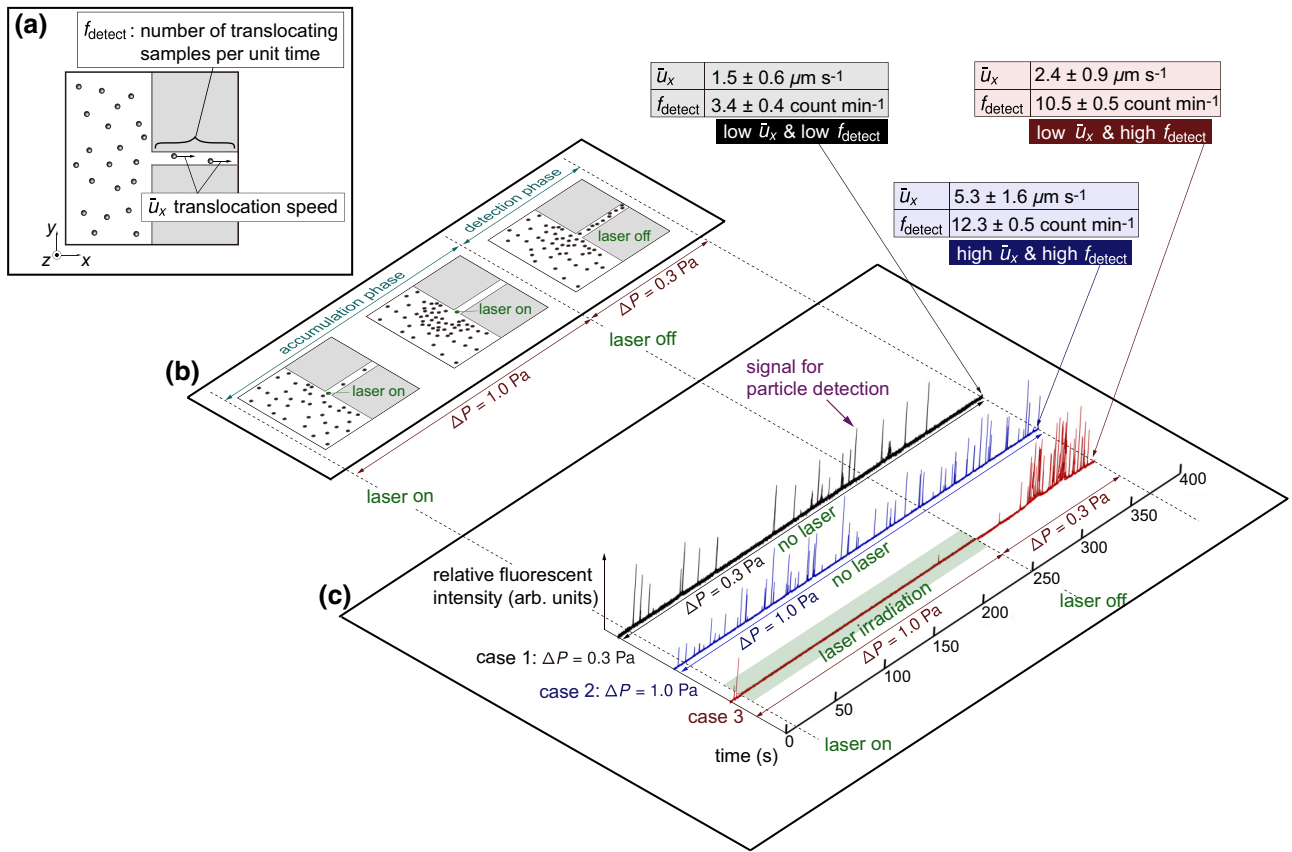 (a)
f_detect : number of translocating
samples per unit time
ū_x translocation speed
y
z x
(b)
accumulation phase
detection phase
laser on
laser on
laser off
ΔP = 1.0 Pa
ΔP = 0.3 Pa
laser on
laser off
ū_x 1.5 ± 0.6 µm s⁻¹
f_detect 3.4 ± 0.4 count min⁻¹
low ū_x & low f_detect
ū_x 2.4 ± 0.9 µm s⁻¹
f_detect 10.5 ± 0.5 count min⁻¹
low ū_x & high f_detect
ū_x 5.3 ± 1.6 µm s⁻¹
f_detect 12.3 ± 0.5 count min⁻¹
high ū_x & high f_detect
(c)
signal for
particle detection
relative fluorescent
intensity (arb. units)
no laser
ΔP = 0.3 Pa
no laser
ΔP = 1.0 Pa
laser irradiation
ΔP = 1.0 Pa
ΔP = 0.3 Pa
case 1: ΔP = 0.3 Pa
case 2: ΔP = 1.0 Pa
case 3
time (s)
0
50
100
150
200
250
300
350
400
laser on
laser off